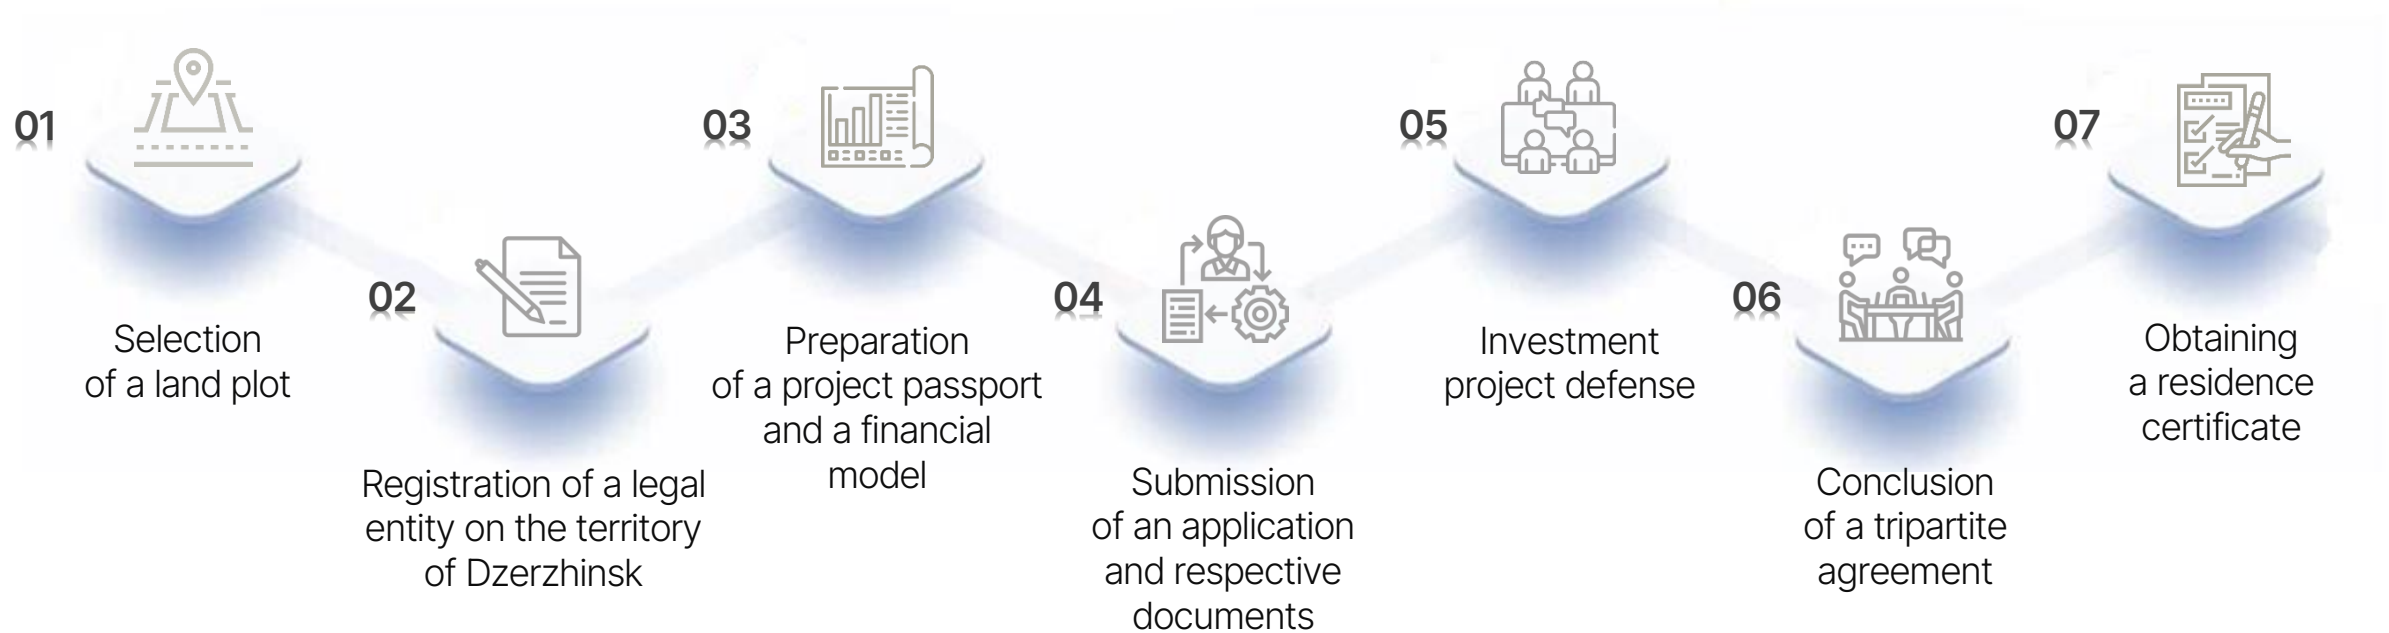 01
Selection
of a land plot
02
Registration of a legal
entity on the territory
of Dzerzhinsk
03
Preparation
of a project passport
and a financial
model
04
Submission
of an application
and respective
documents
05
Investment
project defense
06
Conclusion
of a tripartite
agreement
07
Obtaining
a residence
certificate